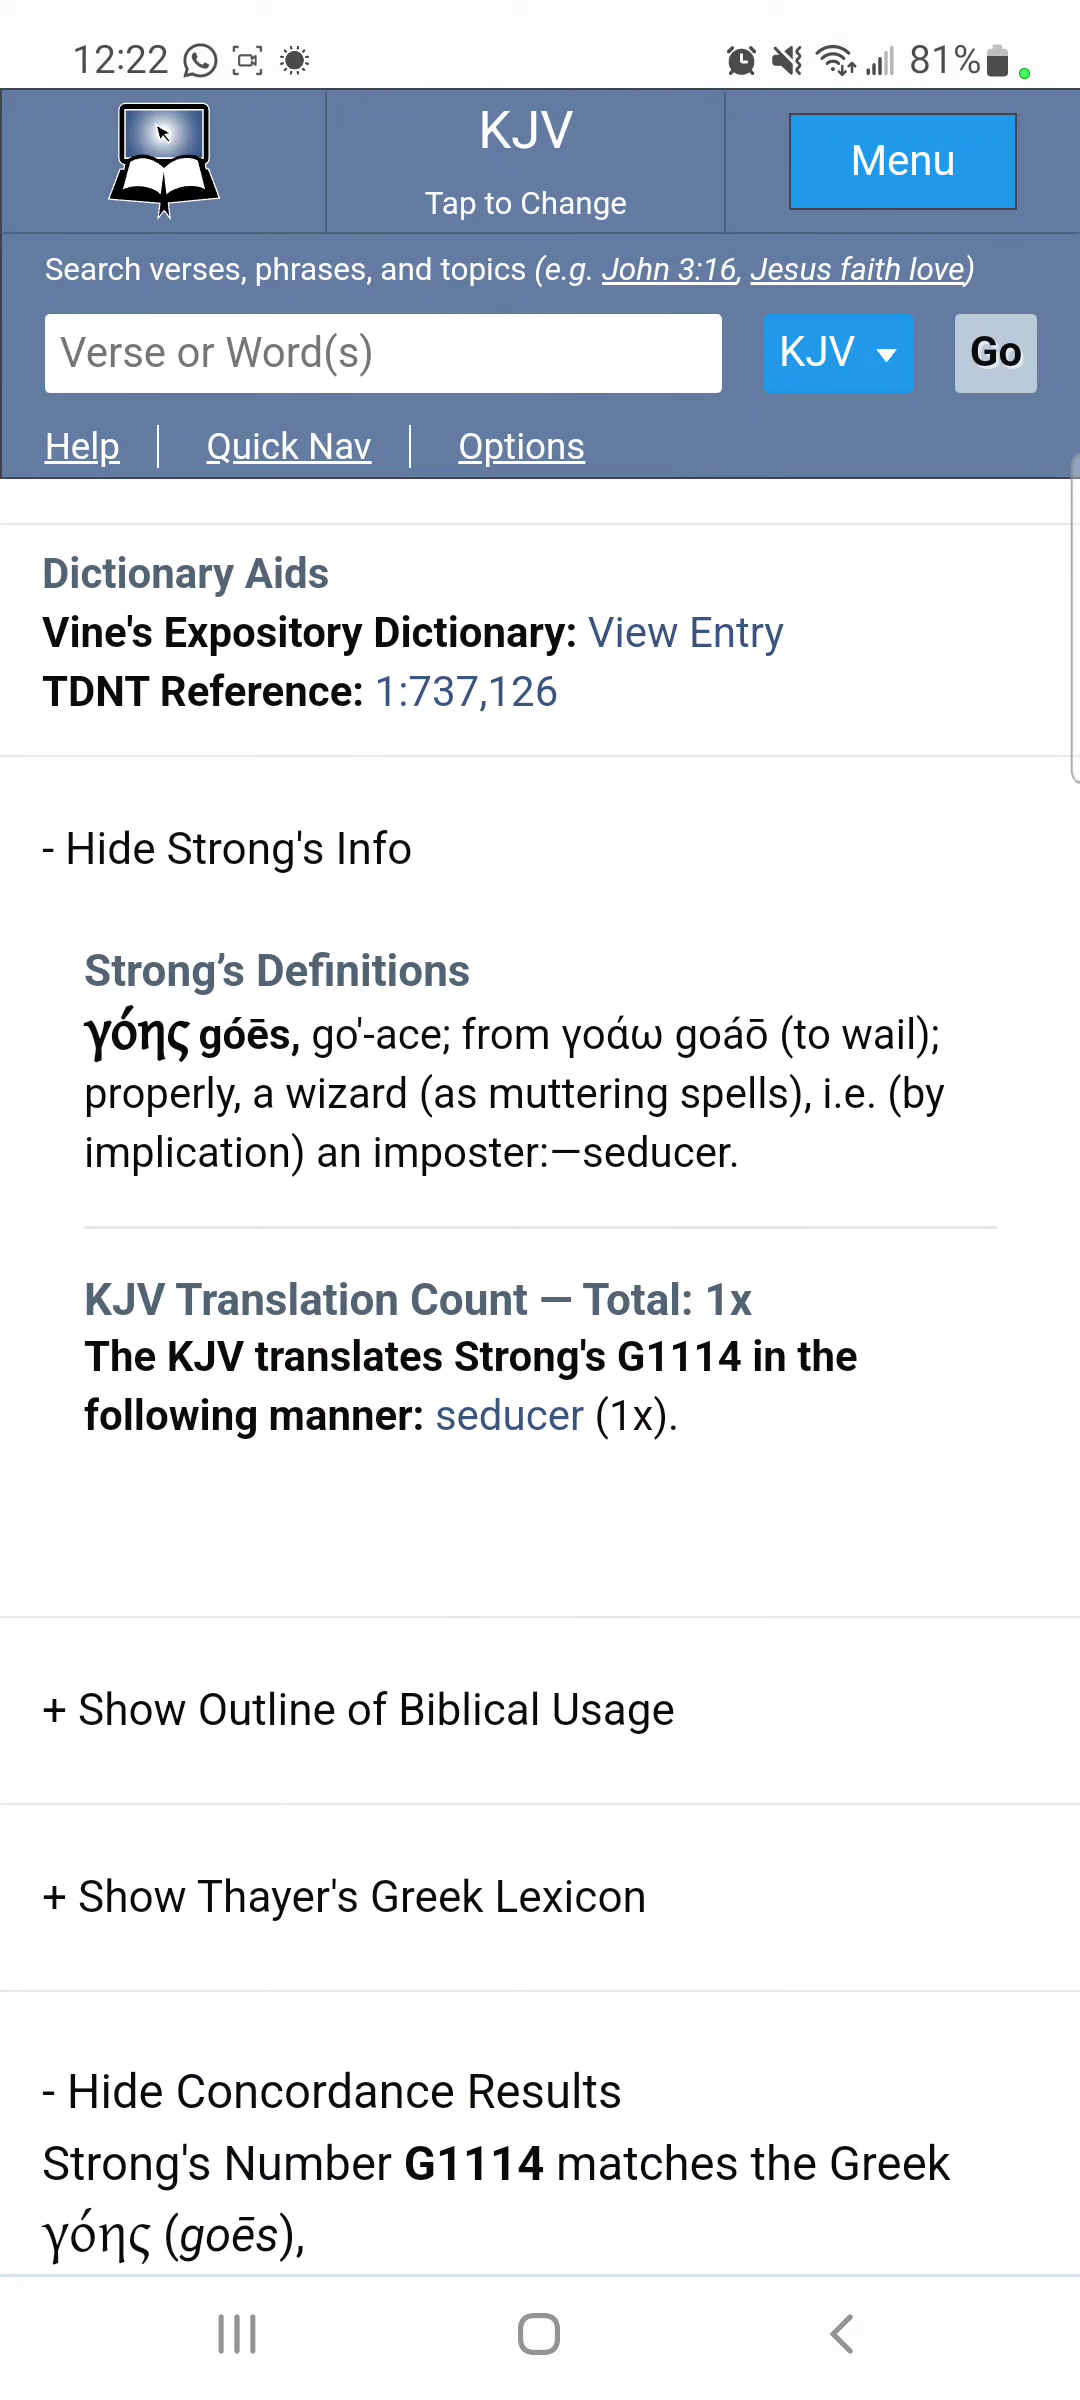 12:22 81%
KJV
Tap to Change
Menu
Search verses, phrases, and topics (e.g. John 3:16, Jesus faith love)
Verse or Word(s)
KJV
Go
Help
Quick Nav
Options
Dictionary Aids
Vine's Expository Dictionary: View Entry
TDNT Reference: 1:737,126
- Hide Strong's Info
Strong’s Definitions
γόης góēs, go'-ace; from γοάω goáō (to wail);
properly, a wizard (as muttering spells), i.e. (by
implication) an imposter:—seducer.
KJV Translation Count — Total: 1x
The KJV translates Strong's G1114 in the
following manner: seducer (1x).
+ Show Outline of Biblical Usage
+ Show Thayer's Greek Lexicon
- Hide Concordance Results
Strong's Number G1114 matches the Greek
γόης (goēs),